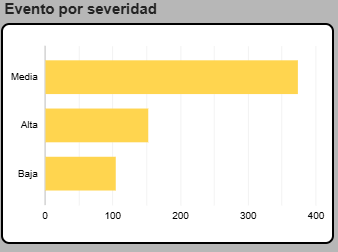 Evento por severidad
Media
Alta
Baja
0 100 200 300 400